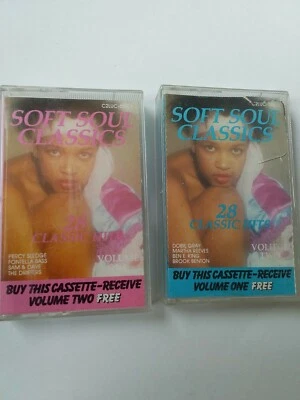 SOFT SOUL
CLASSICS
28
CLASSIC HITS
VOLUME
PERCY SLEDGE
FONTELLA BASS
SAM & DAVE
THE DRIFTERS
BUY THIS CASSETTE-RECEIVE
VOLUME TWO FREE
SOFT SOUL
CLASSICS
28
CLASSIC HITS
VOLUME
DOBIE GRAY
MARTHA REEVES
BEN E. KING
BROOK BENTON
BUY THIS CASSETTE-RECEIVE
VOLUME ONE FREE